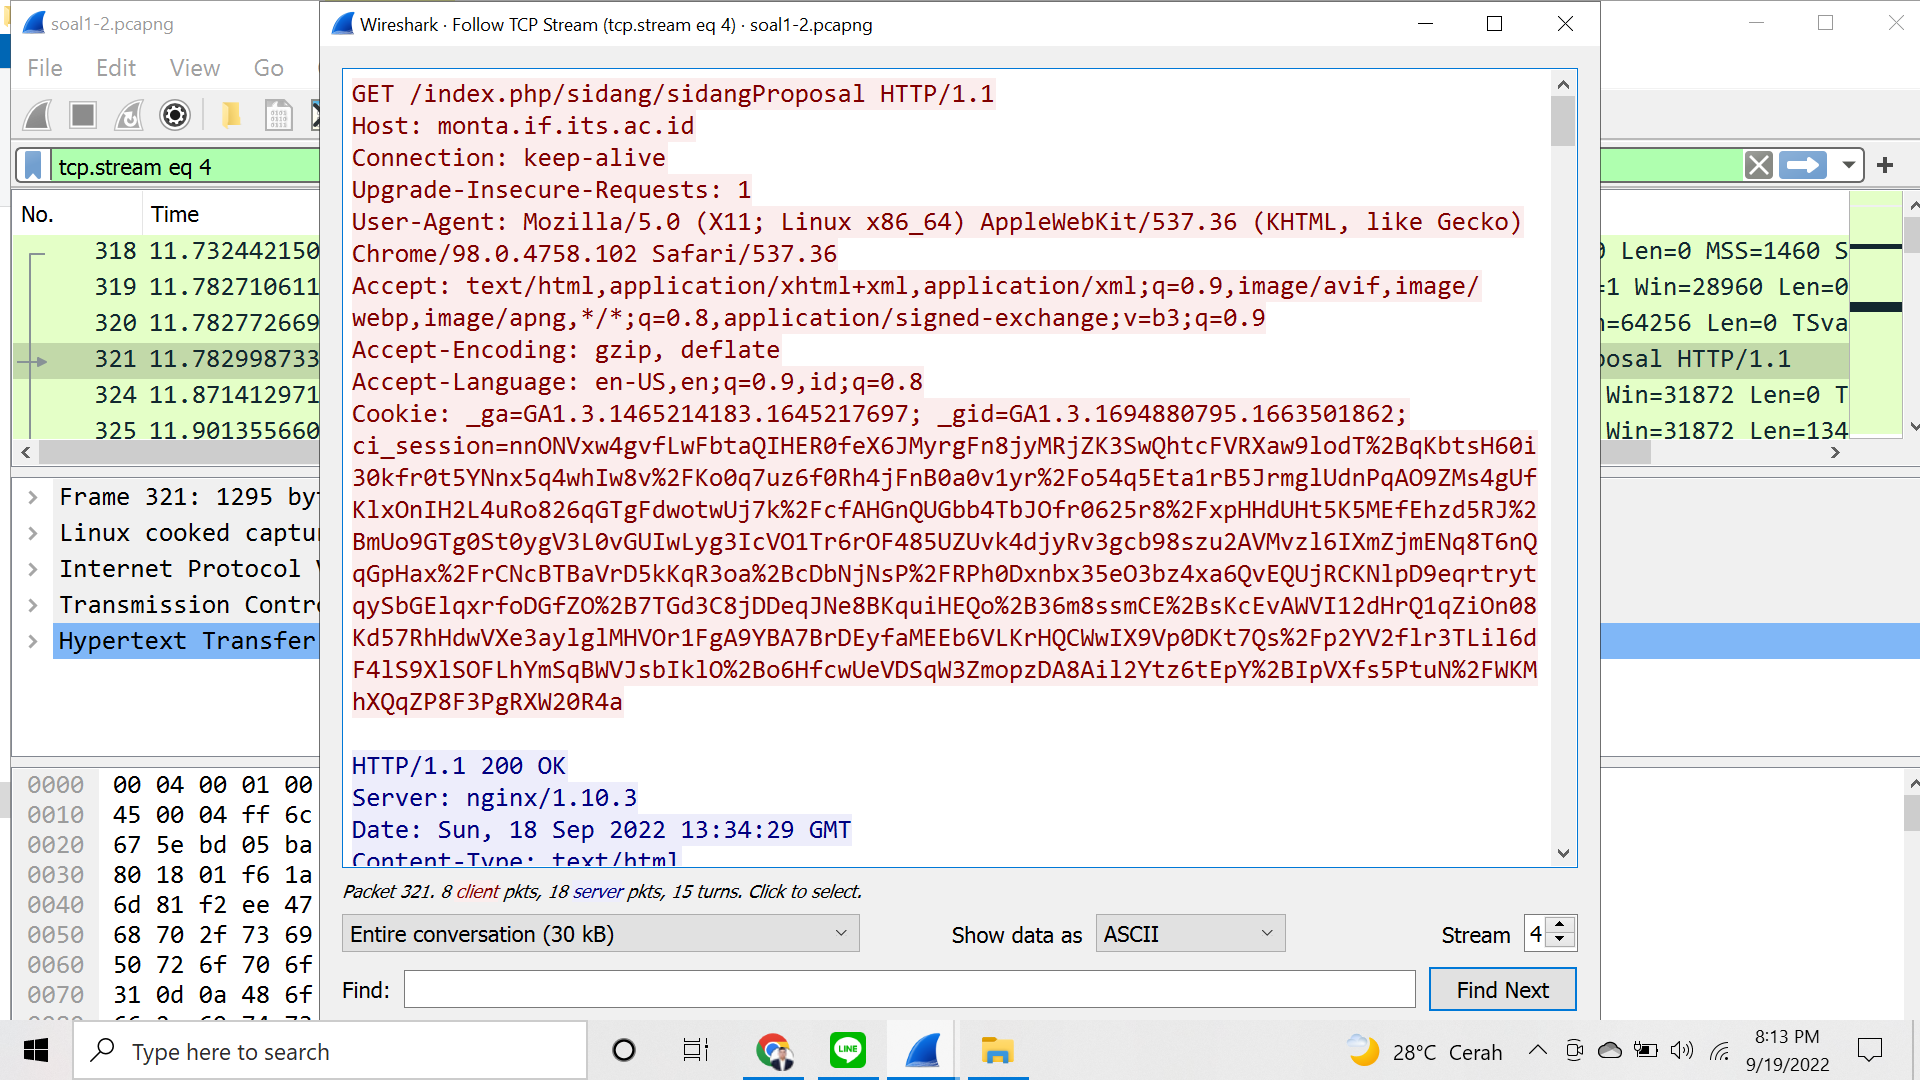 soal1-2.pcapng
File Edit View Go
tcp.stream eq 4
No. Time
318 11.732442150
319 11.782710611
320 11.782772669
321 11.782998733
324 11.871412971
325 11.901355660
Frame 321: 1295
Linux cooked
Internet Protocol
Transmission
Hypertext Transfer
0000 00 04 00 01 00
0010 45 00 04 ff 6c
0020 67 5e bd 05 ba
0030 80 18 01 f6 1a
0040 6d 81 f2 ee 47
0050 68 70 2f 73 69
0060 50 72 6f 70 6f
0070 31 0d 0a 48 6f
Wireshark · Follow TCP Stream (tcp.stream eq 4) · soal1-2.pcapng
GET /index.php/sidang/sidangProposal HTTP/1.1
Host: monta.if.its.ac.id
Connection: keep-alive
Upgrade-Insecure-Requests: 1
User-Agent: Mozilla/5.0 (X11; Linux x86_64) AppleWebKit/537.36 (KHTML, like Gecko)
Chrome/98.0.4758.102 Safari/537.36
Accept: text/html,application/xhtml+xml,application/xml;q=0.9,image/avif,image/
webp,image/apng,*/*;q=0.8,application/signed-exchange;v=b3;q=0.9
Accept-Encoding: gzip, deflate
Accept-Language: en-US,en;q=0.9,id;q=0.8
Cookie: _ga=GA1.3.1465214183.1645217697; _gid=GA1.3.1694880795.1663501862;
ci_session=nnONVxw4gvfLwFbtaQIHER0feX6JMyrgFn8jyMRjZK3SwQhtcFVRXaw9lodT%2BqKbtsH60i
30kfr0t5YNnx5q4whIw8v%2FKo0q7uz6f0Rh4jFnB0a0v1yr%2Fo54q5Eta1rB5JrmglUdnPqAO9ZMs4gUf
KlxOnIH2L4uRo826qGTgFdwotwUj7k%2FcfAHGnQUGbb4TbJOfr0625r8%2FxpHHdUHt5K5MEfEhzd5RJ%2
BmUo9GTg0St0ygV3L0vGUIwLyg3IcVO1Tr6rOF485UZUvk4djyRv3gcb98szu2AVMvzl6IXmZjmENq8T6nQ
qGpHax%2FrCNcBTBaVrD5kKqR3oa%2BcDbNjNsP%2FRPh0Dxnbx35eO3bz4xa6QvEQUjRCKNlpD9eqrtryt
qySbGElqxrfoDGfZO%2B7TGd3C8jDDeqJNe8BKquiHEQo%2B36m8ssmCE%2BsKcEvAWVI12dHrQ1qZiOn08
Kd57RhHdwVXe3aylglMHVOr1FgA9YBA7BrDEyfaMEEb6VLKrHQCWwIX9Vp0DKt7Qs%2Fp2YV2flr3TLil6d
F4lS9XlSOFLhYmSqBWVJsbIklO%2Bo6HfcwUeVDSqW3ZmopzDA8Ail2Ytz6tEpY%2BIpVXfs5PtuN%2FWKM
hXQqZP8F3PgRXW20R4a
HTTP/1.1 200 OK
Server: nginx/1.10.3
Date: Sun, 18 Sep 2022 13:34:29 GMT
Content-Type: text/html
Packet 321. 8 client pkts, 18 server pkts, 15 turns. Click to select.
Entire conversation (30 kB) Show data as ASCII Stream 4
Find: Find Next
Len=0 MSS=1460 S
=1 Win=28960 Len=0
=64256 Len=0 TSva
osal HTTP/1.1
Win=31872 Len=0 T
Win=31872 Len=134
Type here to search
LINE
28°C Cerah
8:13 PM
9/19/2022